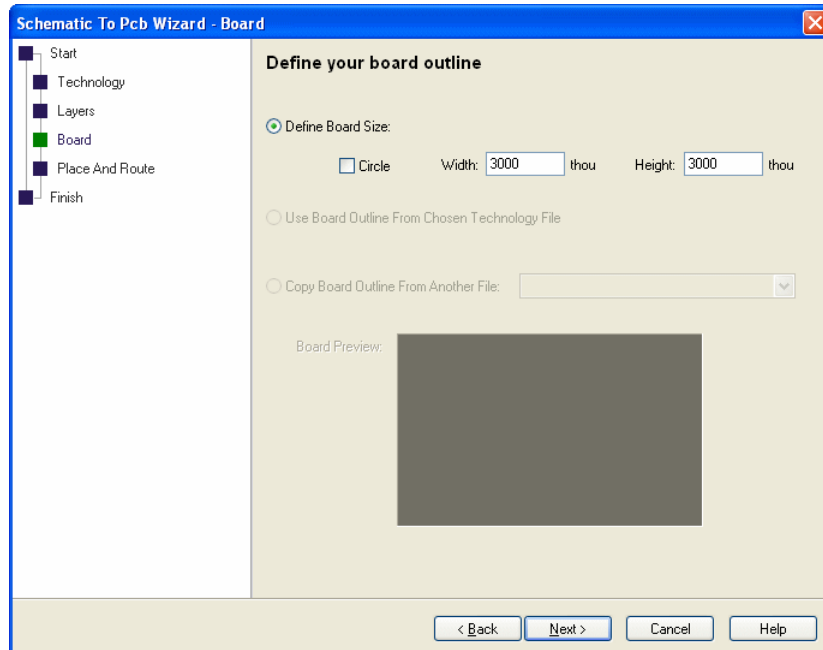 Schematic To Pcb Wizard - Board
Start
Technology
Layers
Board
Place And Route
Finish
Define your board outline
Define Board Size:
Circle Width: 3000 thou Height: 3000 thou
Use Board Outline From Chosen Technology File
Copy Board Outline From Another File:
Board Preview:
< Back Next > Cancel Help